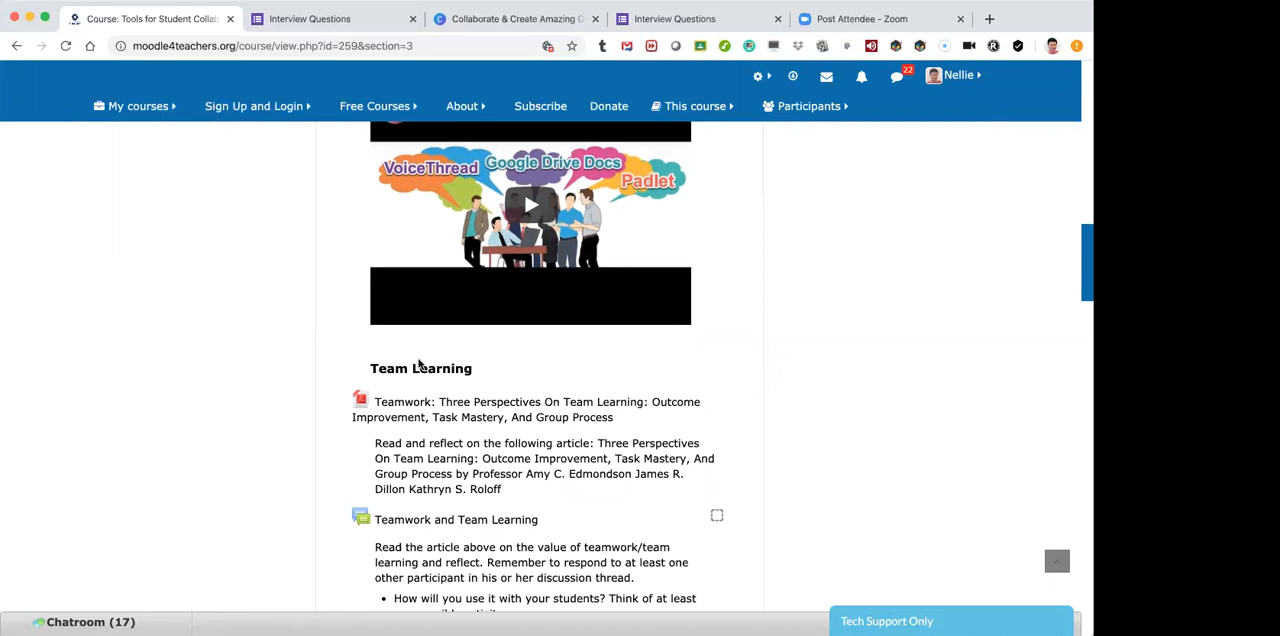 Course: Tools for Student Collab
Interview Questions
Collaborate & Create Amazing G
Interview Questions
Post Attendee - Zoom
moodle4teachers.org/course/view.php?id=259&section=3
22
Nellie
My courses
Sign Up and Login
Free Courses
About
Subscribe
Donate
This course
Participants
VoiceThread
Google Drive Docs
Padlet
Team Learning
Teamwork: Three Perspectives On Team Learning: Outcome
Improvement, Task Mastery, And Group Process
Read and reflect on the following article: Three Perspectives
On Team Learning: Outcome Improvement, Task Mastery, And
Group Process by Professor Amy C. Edmondson James R.
Dillon Kathryn S. Roloff
Teamwork and Team Learning
Read the article above on the value of teamwork/team
learning and reflect. Remember to respond to at least one
other participant in his or her discussion thread.
• How will you use it with your students? Think of at least
Chatroom (17)
Tech Support Only